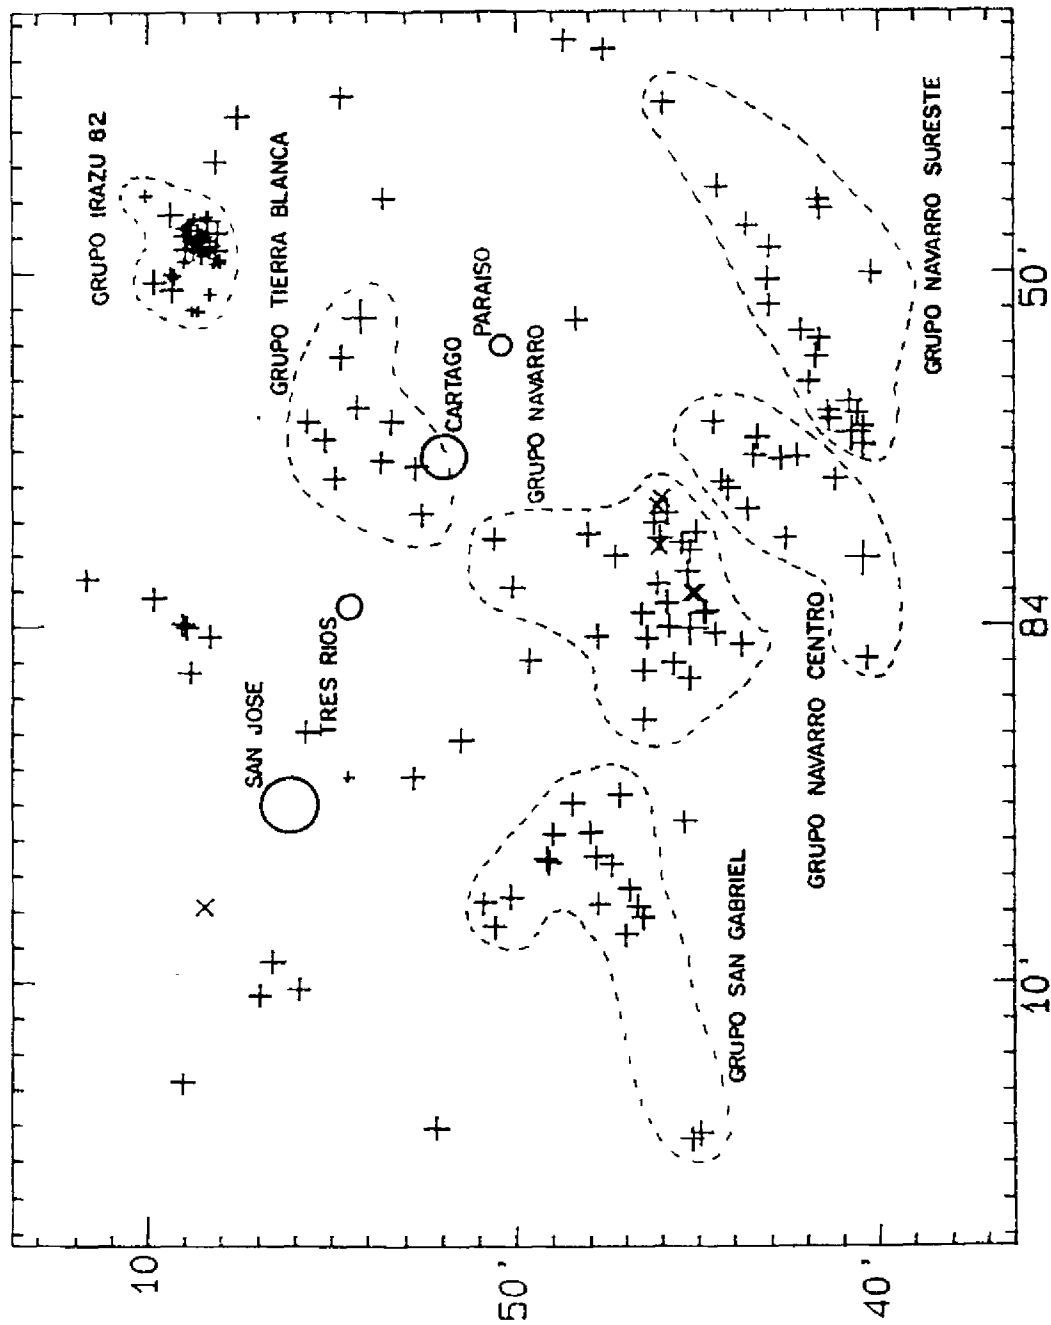 GRUPO IRAZU 82
GRUPO TIERRA BLANCA
PARAISO
CARTAGO
GRUPO NAVARRO
GRUPO NAVARRO SURESTE
TRES RIOS
SAN JOSE
GRUPO NAVARRO CENTRO
GRUPO SAN GABRIEL
10
50'
40'
10'
84
50'